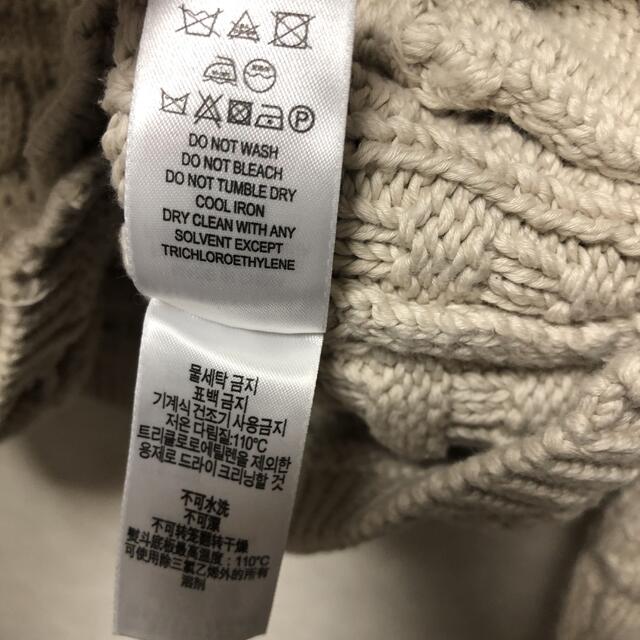 DO NOT WASH
DO NOT BLEACH
DO NOT TUMBLE DRY
COOL IRON
DRY CLEAN WITH ANY
SOLVENT EXCEPT
TRICHLOROETHYLENE
물세탁 금지
표백 금지
기계식 건조기 사용금지
저온 다림질:110°C
트리클로로에틸렌을 제외한
용제로 드라이 크리닝할 것
不可水洗
不可漂
不可转龙翻转干燥
熨斗底板最高温度：110°C
可使用除三氯乙烯外的所有
溶剂